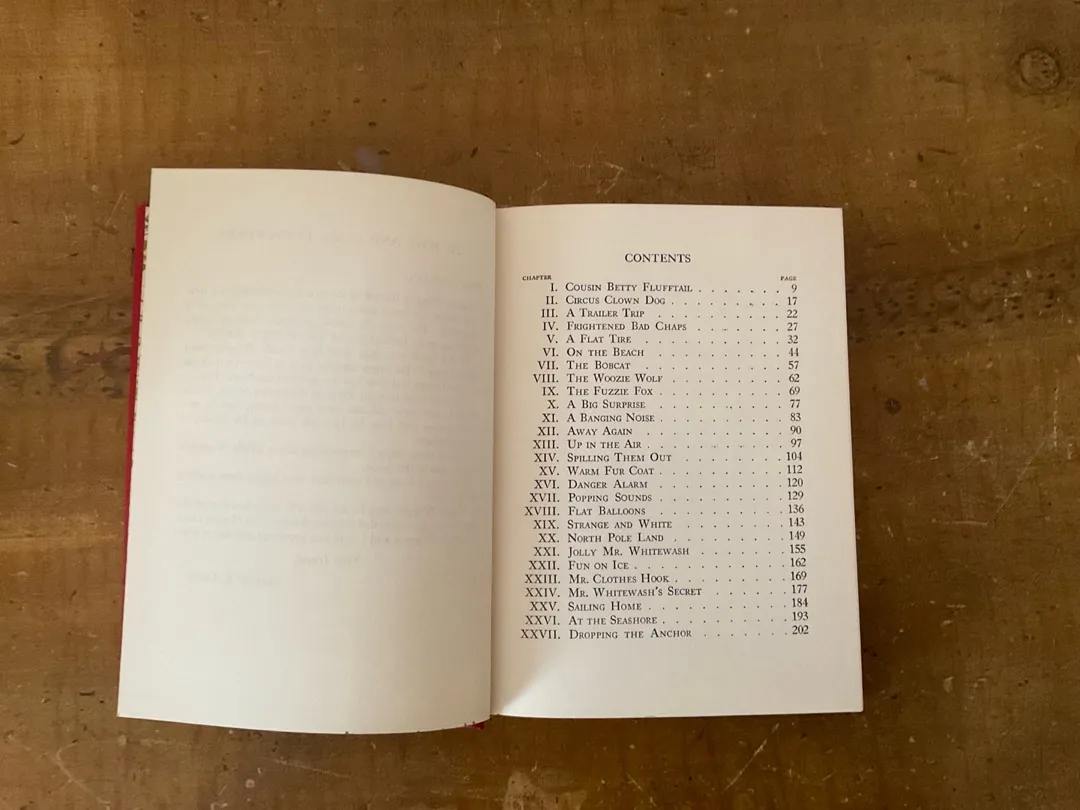 CONTENTS
CHAPTER PAGE
I. COUSIN BETTY FLUFFTAIL . . . . . . . 9
II. CIRCUS CLOWN DOG . . . . . . . . . 17
III. A TRAILER TRIP . . . . . . . . . . 22
IV. FRIGHTENED BAD CHAPS . . . . . . . 27
V. A FLAT TIRE . . . . . . . . . . . 32
VI. ON THE BEACH . . . . . . . . . . 44
VII. THE BOBCAT . . . . . . . . . . . 57
VIII. THE WOOZIE WOLF . . . . . . . . . 62
IX. THE FUZZIE FOX . . . . . . . . . . 69
X. A BIG SURPRISE . . . . . . . . . . 77
XI. A BANGING NOISE . . . . . . . . . . 83
XII. AWAY AGAIN . . . . . . . . . . . 90
XIII. UP IN THE AIR . . . . . . . . . . . 97
XIV. SPILLING THEM OUT . . . . . . . . 104
XV. WARM FUR COAT . . . . . . . . . . 112
XVI. DANGER ALARM . . . . . . . . . . 120
XVII. POPPING SOUNDS . . . . . . . . . . 129
XVIII. FLAT BALLOONS . . . . . . . . . . 136
XIX. STRANGE AND WHITE . . . . . . . . 143
XX. NORTH POLE LAND . . . . . . . . . 149
XXI. JOLLY MR. WHITEWASH . . . . . . . 155
XXII. FUN ON ICE . . . . . . . . . . . . 162
XXIII. MR. CLOTHES HOOK . . . . . . . . . 169
XXIV. MR. WHITEWASH'S SECRET . . . . . . 177
XXV. SAILING HOME . . . . . . . . . . . 184
XXVI. AT THE SEASHORE . . . . . . . . . . 193
XXVII. DROPPING THE ANCHOR . . . . . . . 202